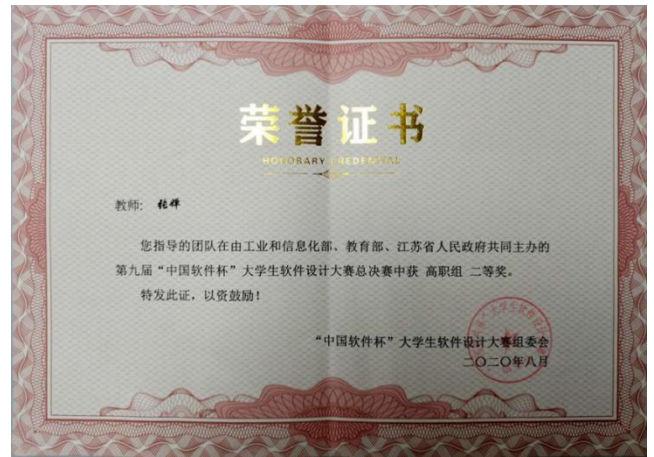 荣誉证书
HONORARY CREDENTIAL
教师：
您指导的团队在由工业和信息化部、教育部、江苏省人民政府共同主办的
第九届“中国软件杯”大学生软件设计大赛总决赛中获 高职组 二等奖。
特发此证，以资鼓励！
“中国软件杯”大学生软件设计大赛组委会
二〇二〇年八月